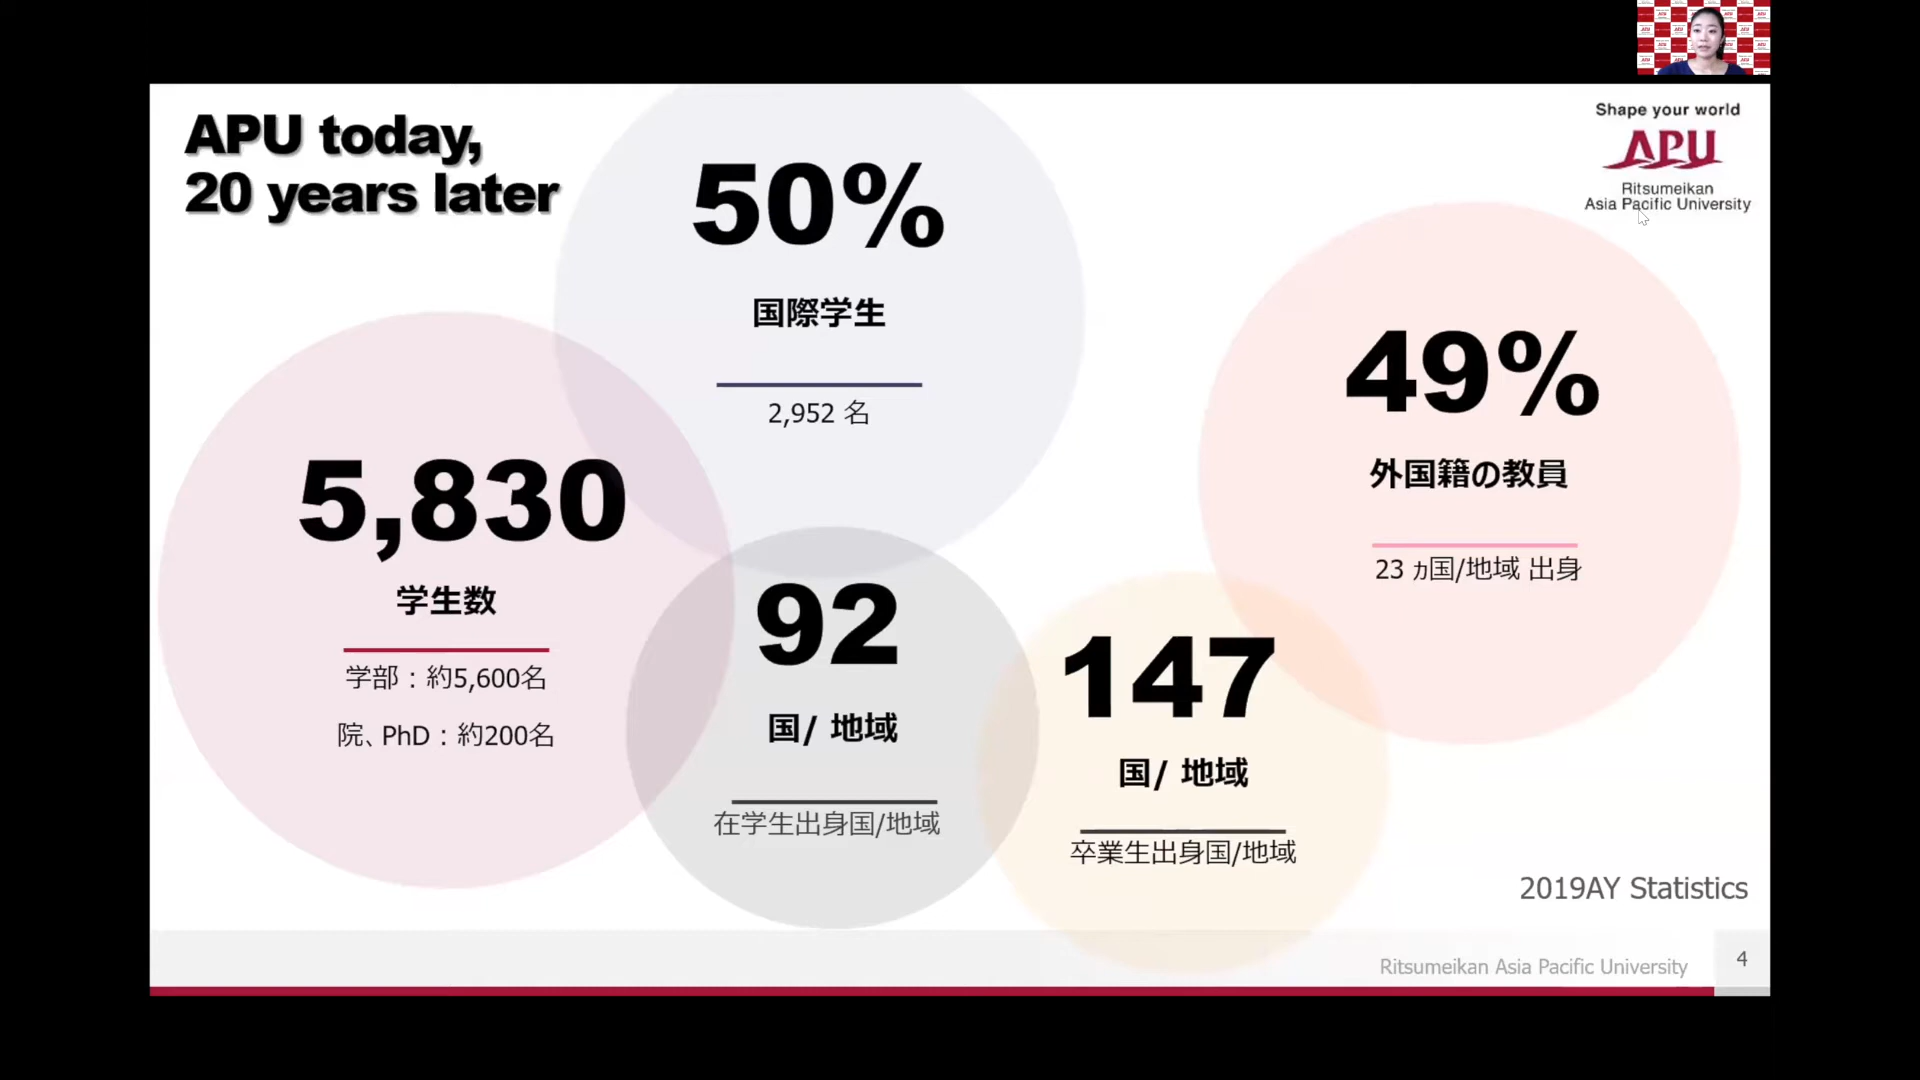 APU today,
20 years later
Shape your world
APU
Ritsumeikan
Asia Pacific University
50%
国際学生
2,952 名
49%
外国籍の教員
23 ヵ国/地域 出身
5,830
学生数
学部：約5,600名
院、PhD：約200名
92
国/ 地域
在学生出身国/地域
147
国/ 地域
卒業生出身国/地域
2019AY Statistics
Ritsumeikan Asia Pacific University
4